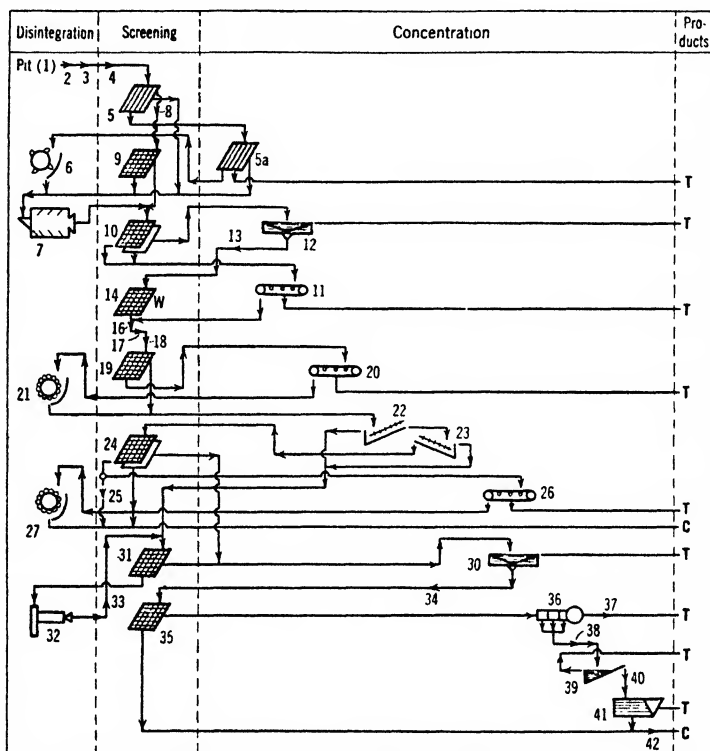 Disintegration Screening Concentration Pro-
ducts
Pit (1) 2 3 4
5 8
6 9 5a
T
7
10 13 12 T
11
14 W T
16
17 18
19 20
21 T
22
24 23
25 26
27 T
C
31 30 T
33 34
32 35 36 37 T
38
T
39 40
41 T
42 C